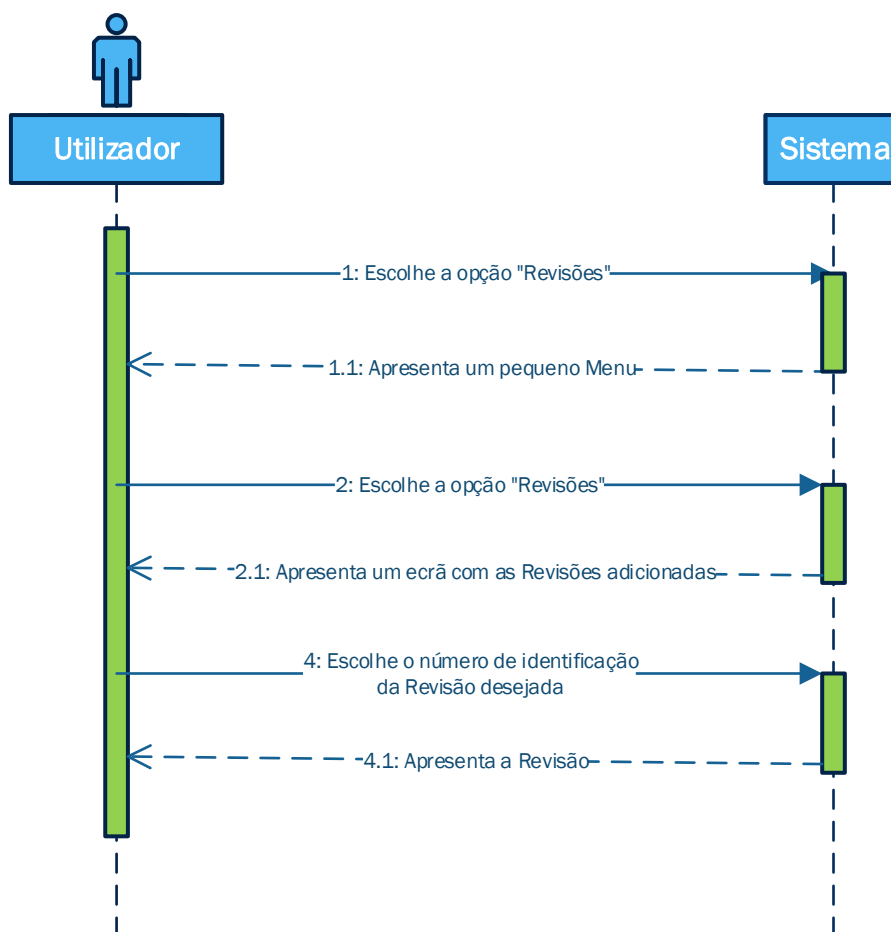 Utilizador
Sistema
1: Escolhe a opção "Revisões"
1.1: Apresenta um pequeno Menu
2: Escolhe a opção "Revisões"
2.1: Apresenta um ecrã com as Revisões adicionadas
4: Escolhe o número de identificação
da Revisão desejada
4.1: Apresenta a Revisão